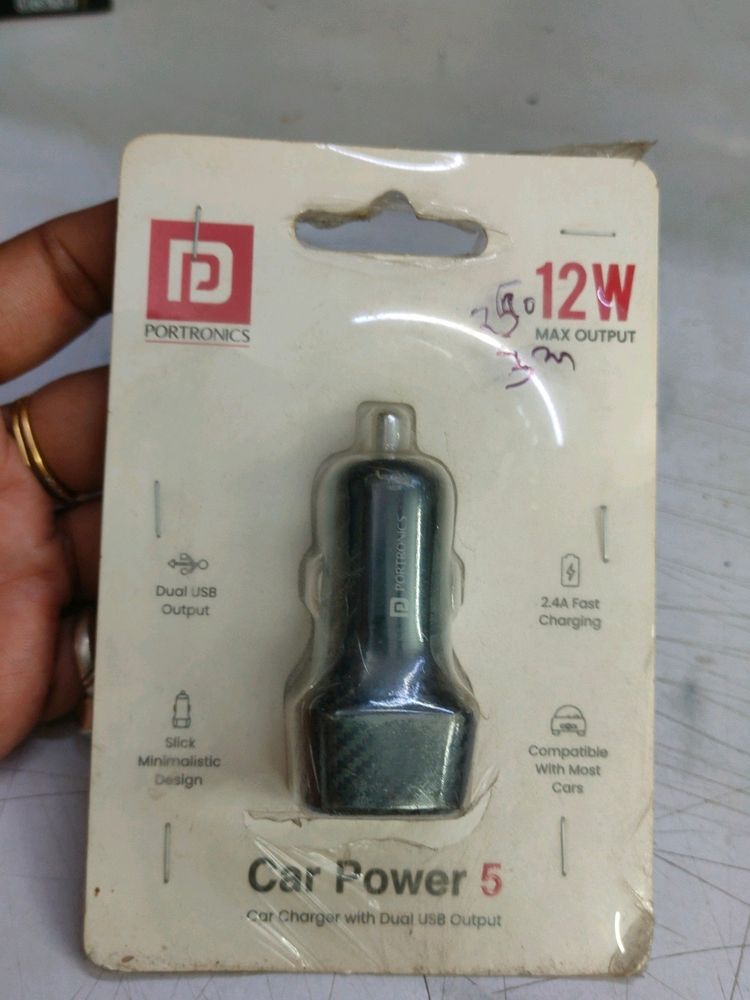 PORTRONICS
12W
MAX OUTPUT
PORTRONICS
Dual USB
Output
2.4A Fast
Charging
Slick
Minimalistic
Design
Compatible
With Most
Cars
Car Power 5
Car Charger with Dual USB Output